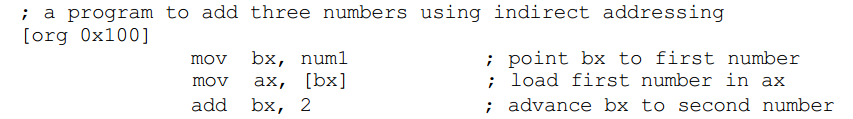 ; a program to add three numbers using indirect addressing
[org 0x100]
mov bx, num1 ; point bx to first number
mov ax, [bx] ; load first number in ax
add bx, 2 ; advance bx to second number